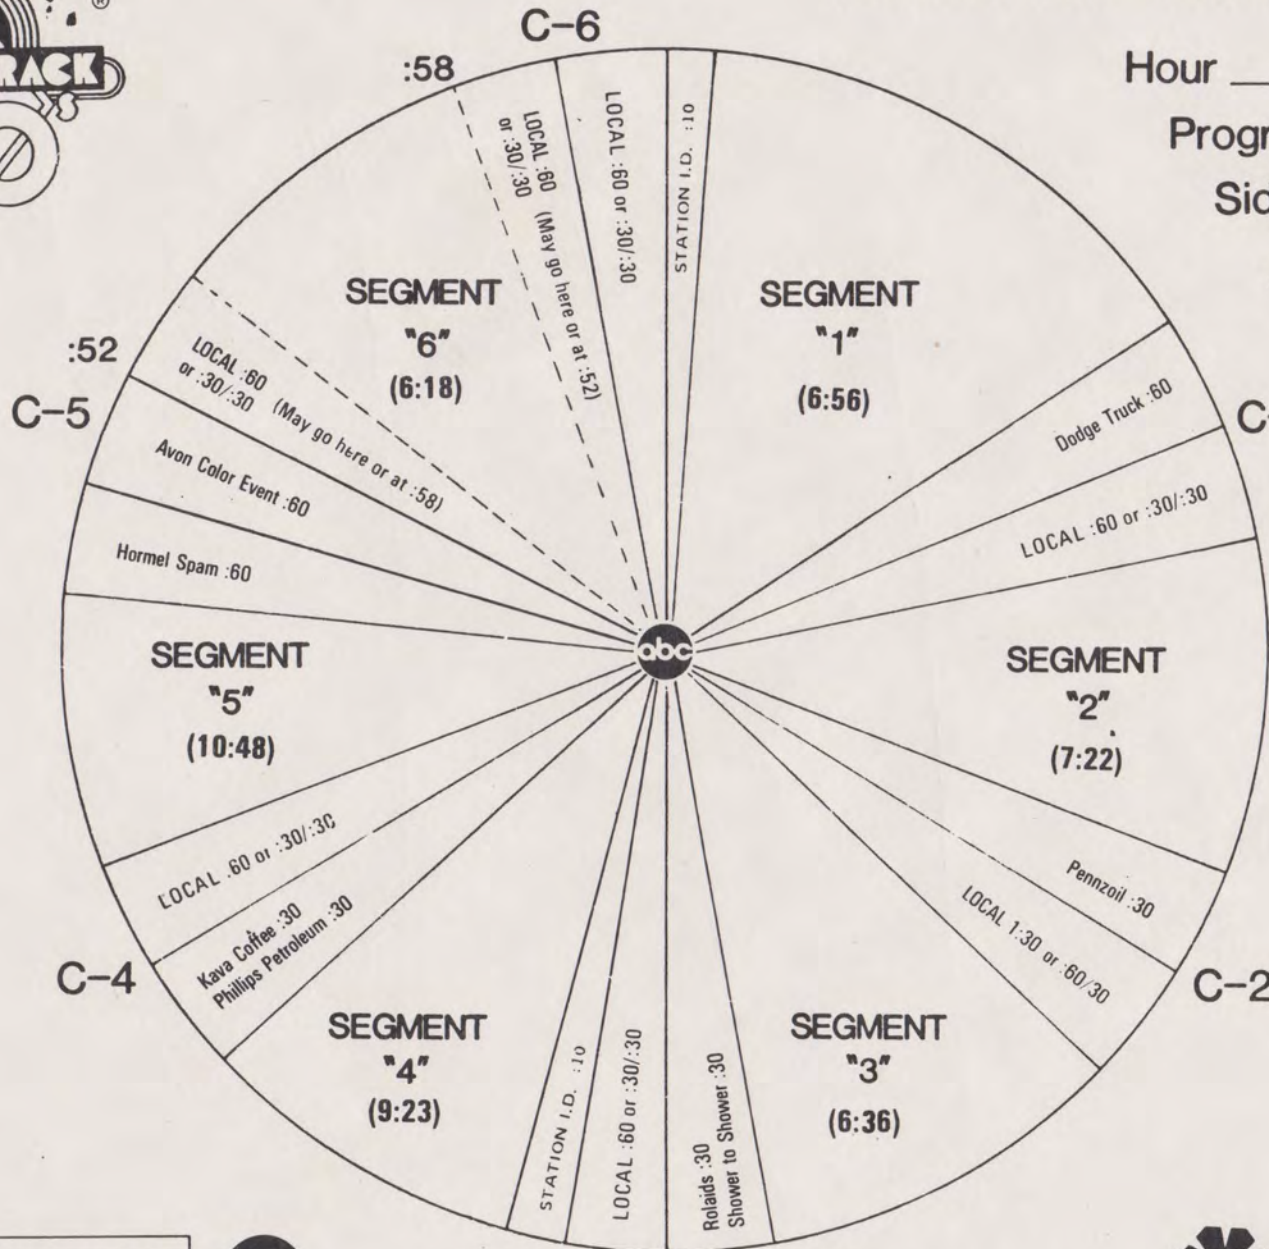 RACK
®
C-6
:58
Hour
STATION I.D. :10
SEGMENT
"1"
(6:56)
Dodge Truck :60
LOCAL :60 or :30/:30
SEGMENT
"2"
(7:22)
Pennzoil :30
C-2
LOCAL 1:30 or :60/30
SEGMENT
"3"
(6:36)
Rolaids :30
Shower to Shower :30
LOCAL :60 or :30/:30
STATION I.D. :10
SEGMENT
"4"
(9:23)
Kava Coffee :30
Phillips Petroleum :30
C-4
LOCAL :60 or :30/:30
SEGMENT
"5"
(10:48)
Hormel Spam :60
Avon Color Event :60
C-5
:52
LOCAL :60
or :30/:30 (May go here or at :58)
SEGMENT
"6"
(6:18)
LOCAL :60
or :30/:30 (May go here or at :52)
LOCAL :60 or :30/:30
abc